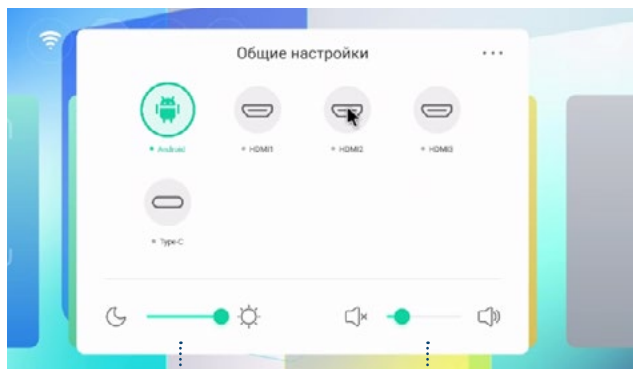 Общие настройки
Android
HDMI1
HDMI2
HDMI3
Type-C